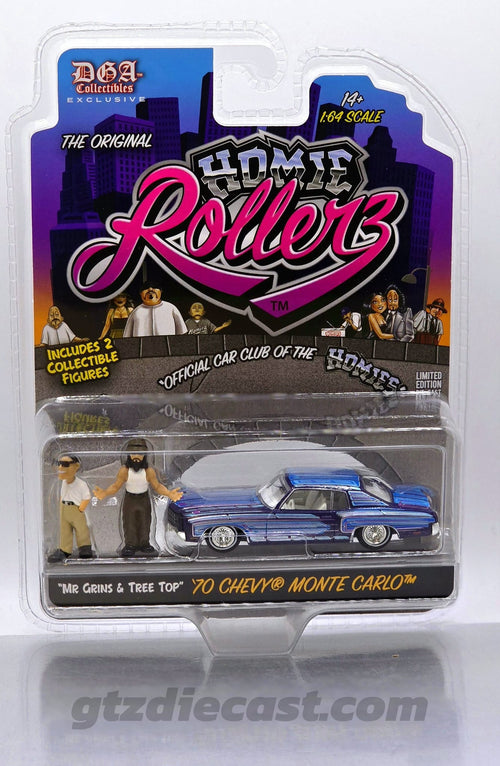 DGA
Collectibles
EXCLUSIVE
14+
1:64 SCALE
THE ORIGINAL
HOMIE
Rollerz
TM
INCLUDES 2
COLLECTIBLE
FIGURES
"OFFICIAL CAR CLUB OF THE HOMIES"
LIMITED
EDITION
"MR GRINS & TREE TOP" '70 CHEVY® MONTE CARLO™
gtzdiecast.com